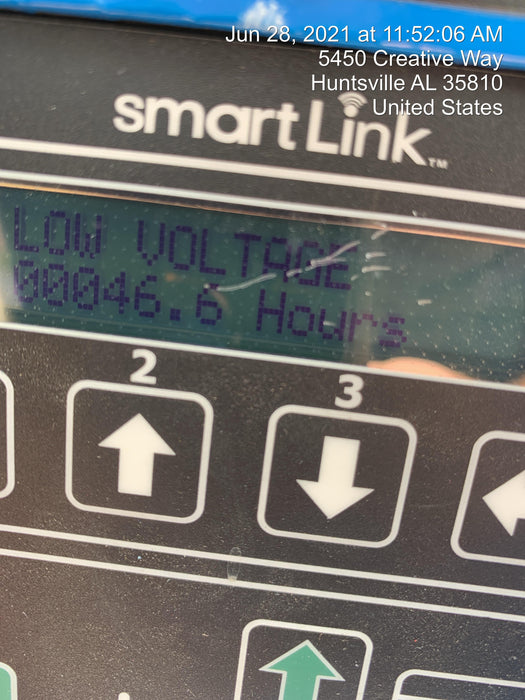 Jun 28, 2021 at 11:52:06 AM
5450 Creative Way
Huntsville AL 35810
United States
smartLink™
LOW VOLTAGE
00046.6 Hours
2 3